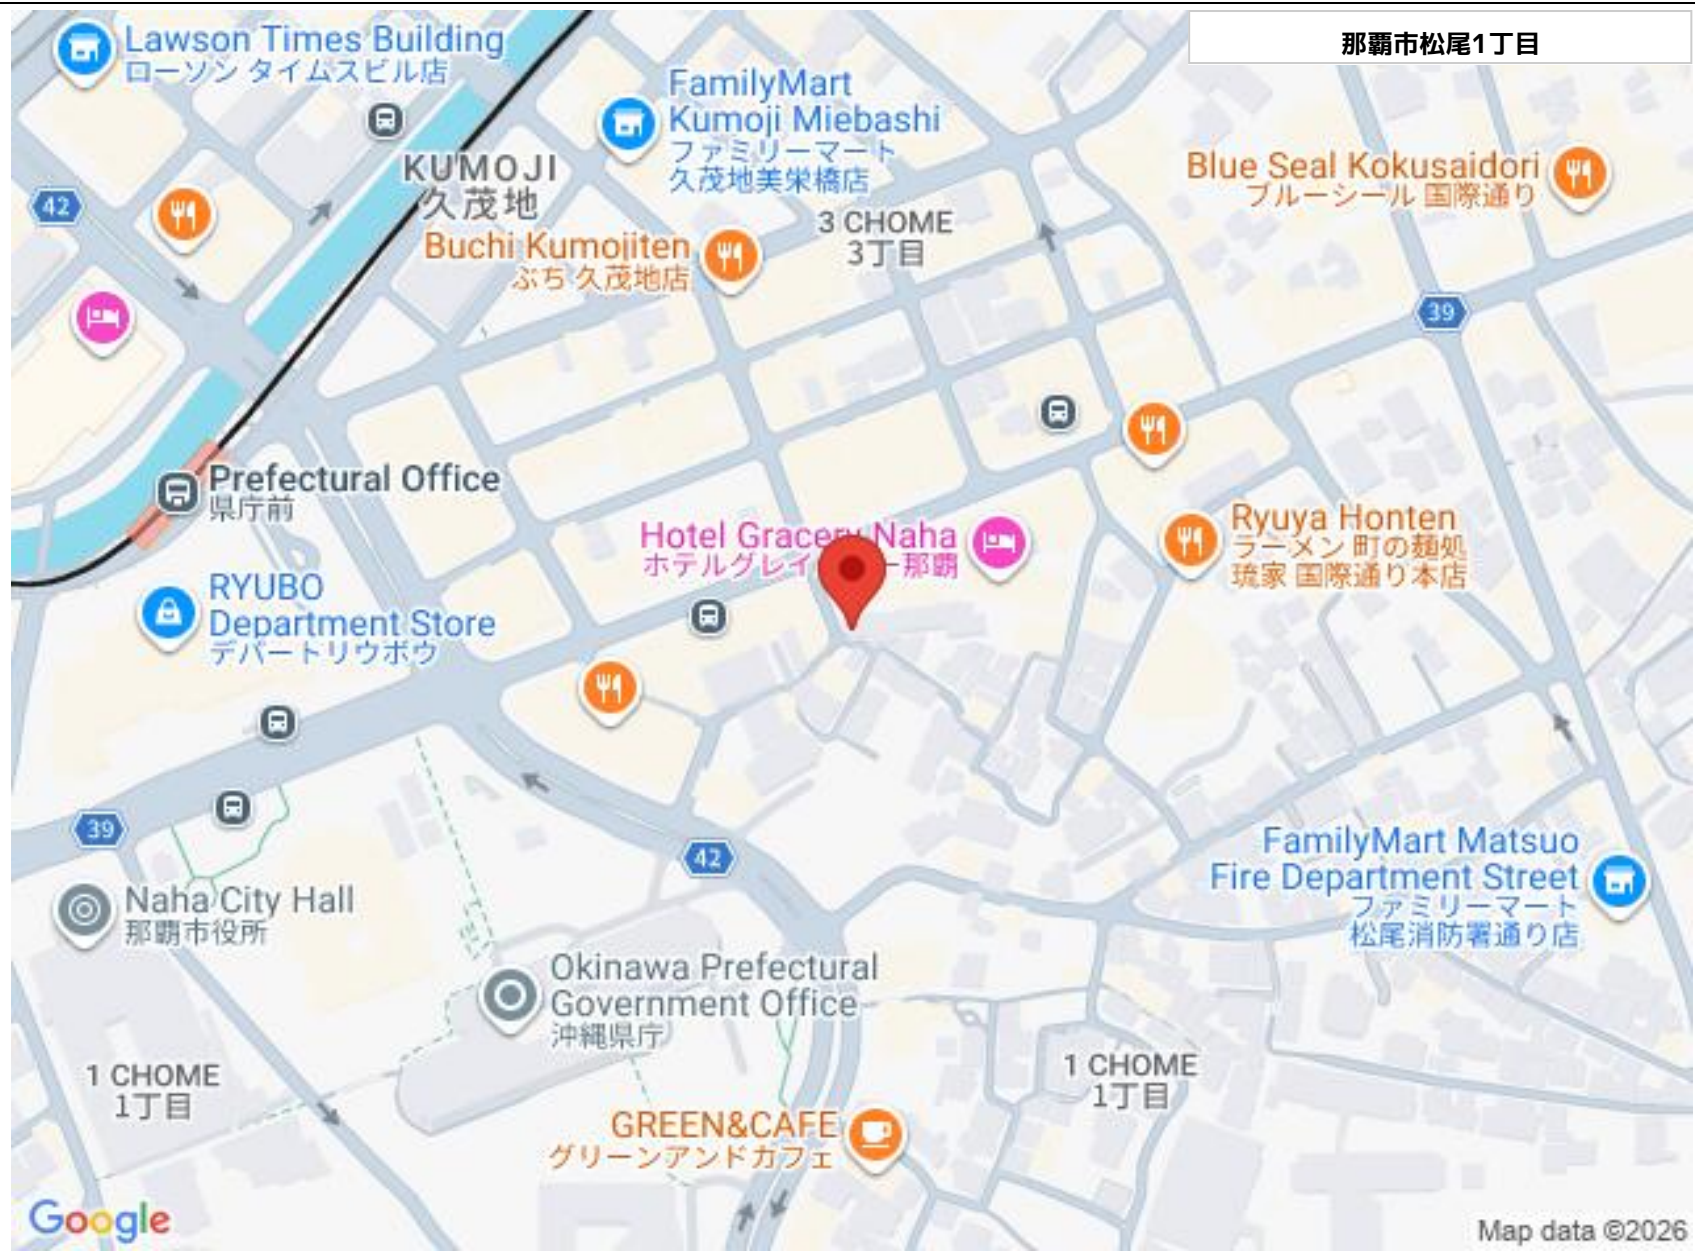 那覇市松尾1丁目
Lawson Times Building
ローソン タイムスビル店
FamilyMart
Kumoji Miebashi
ファミリーマート
久茂地美栄橋店
KUMOJI
久茂地
Blue Seal Kokusaidori
ブルーシール 国際通り
42
3 CHOME
3丁目
Buchi Kumojiten
ぶち 久茂地店
39
Prefectural Office
県庁前
Hotel Gracery Naha
ホテルグレイ
ー那覇
Ryuya Honten
ラーメン 町の麺処
琉家 国際通り本店
RYUBO
Department Store
デパートリウボウ
39
42
FamilyMart Matsuo
Fire Department Street
ファミリーマート
松尾消防署通り店
Naha City Hall
那覇市役所
Okinawa Prefectural
Government Office
沖縄県庁
1 CHOME
1丁目
1 CHOME
1丁目
GREEN&CAFE
グリーンアンドカフェ
Google
Map data ©2026